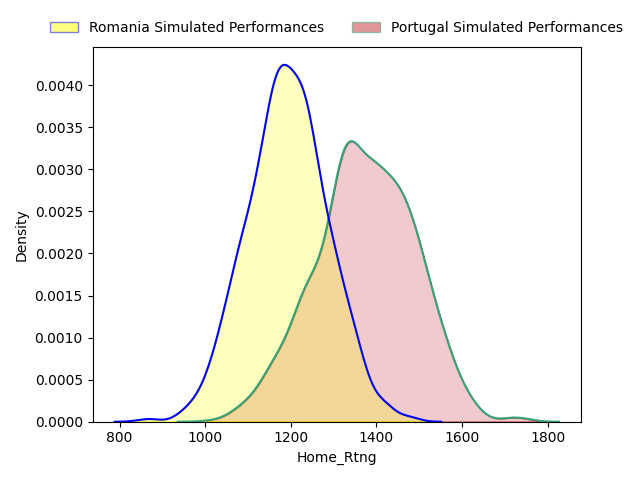 Romania Simulated Performances Portugal Simulated Performances
0.0040
0.0035
0.0030
0.0025
0.0020
0.0015
0.0010
0.0005
0.0000
Density
800 1000 1200 1400 1600 1800
Home_Rtng